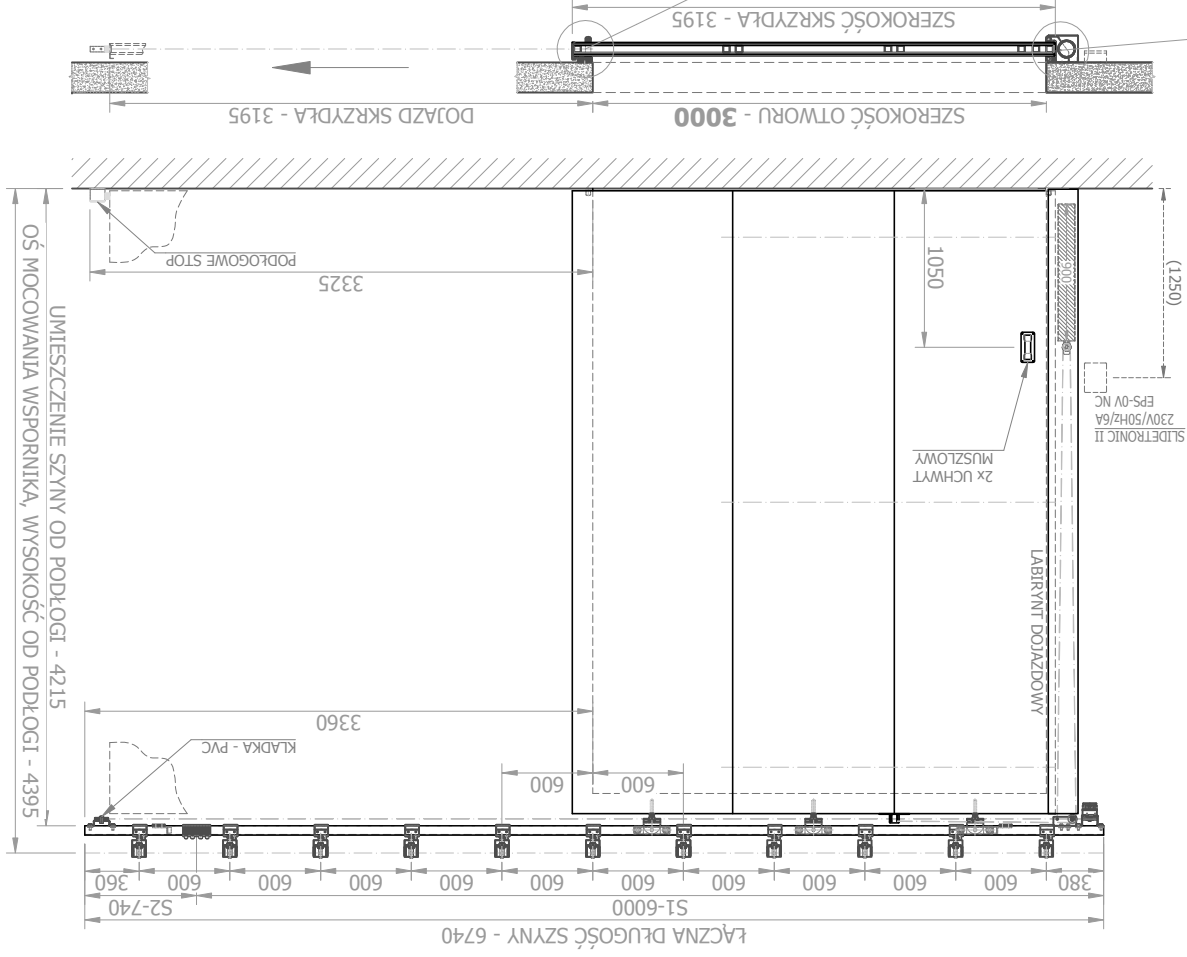 ŁĄCZNA DŁUGOŚĆ SZYNY - 6740
S1-6000
S2-740
380
600
600
600
600
600
600
600
600
600
600
360
600
600
KLADKA - PVC
3360
LABIRYNT DOJAZDOWY
UMIESZCZENIE SZYNY OD PODŁOGI - 4215
OŚ MOCOWANIA WSPORNIKA, WYSOKOŚĆ OD PODŁOGI - 4395
SLIDETRONIC II
230V/50Hz/6A
EPS-0V NC
2x UCHWYT
MUSZLOWY
(1250)
900
1050
3325
PODŁOGOWE STOP
SZEROKOŚĆ OTWORU - 3000
DOJAZD SKRZYDŁA - 3195
SZEROKOŚĆ SKRZYDŁA - 3195